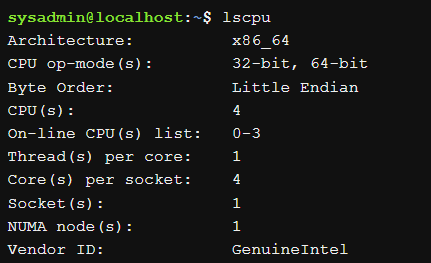 sysadmin@localhost:~$ lscpu
Architecture: x86_64
CPU op-mode(s): 32-bit, 64-bit
Byte Order: Little Endian
CPU(s): 4
On-line CPU(s) list: 0-3
Thread(s) per core: 1
Core(s) per socket: 4
Socket(s): 1
NUMA node(s): 1
Vendor ID: GenuineIntel